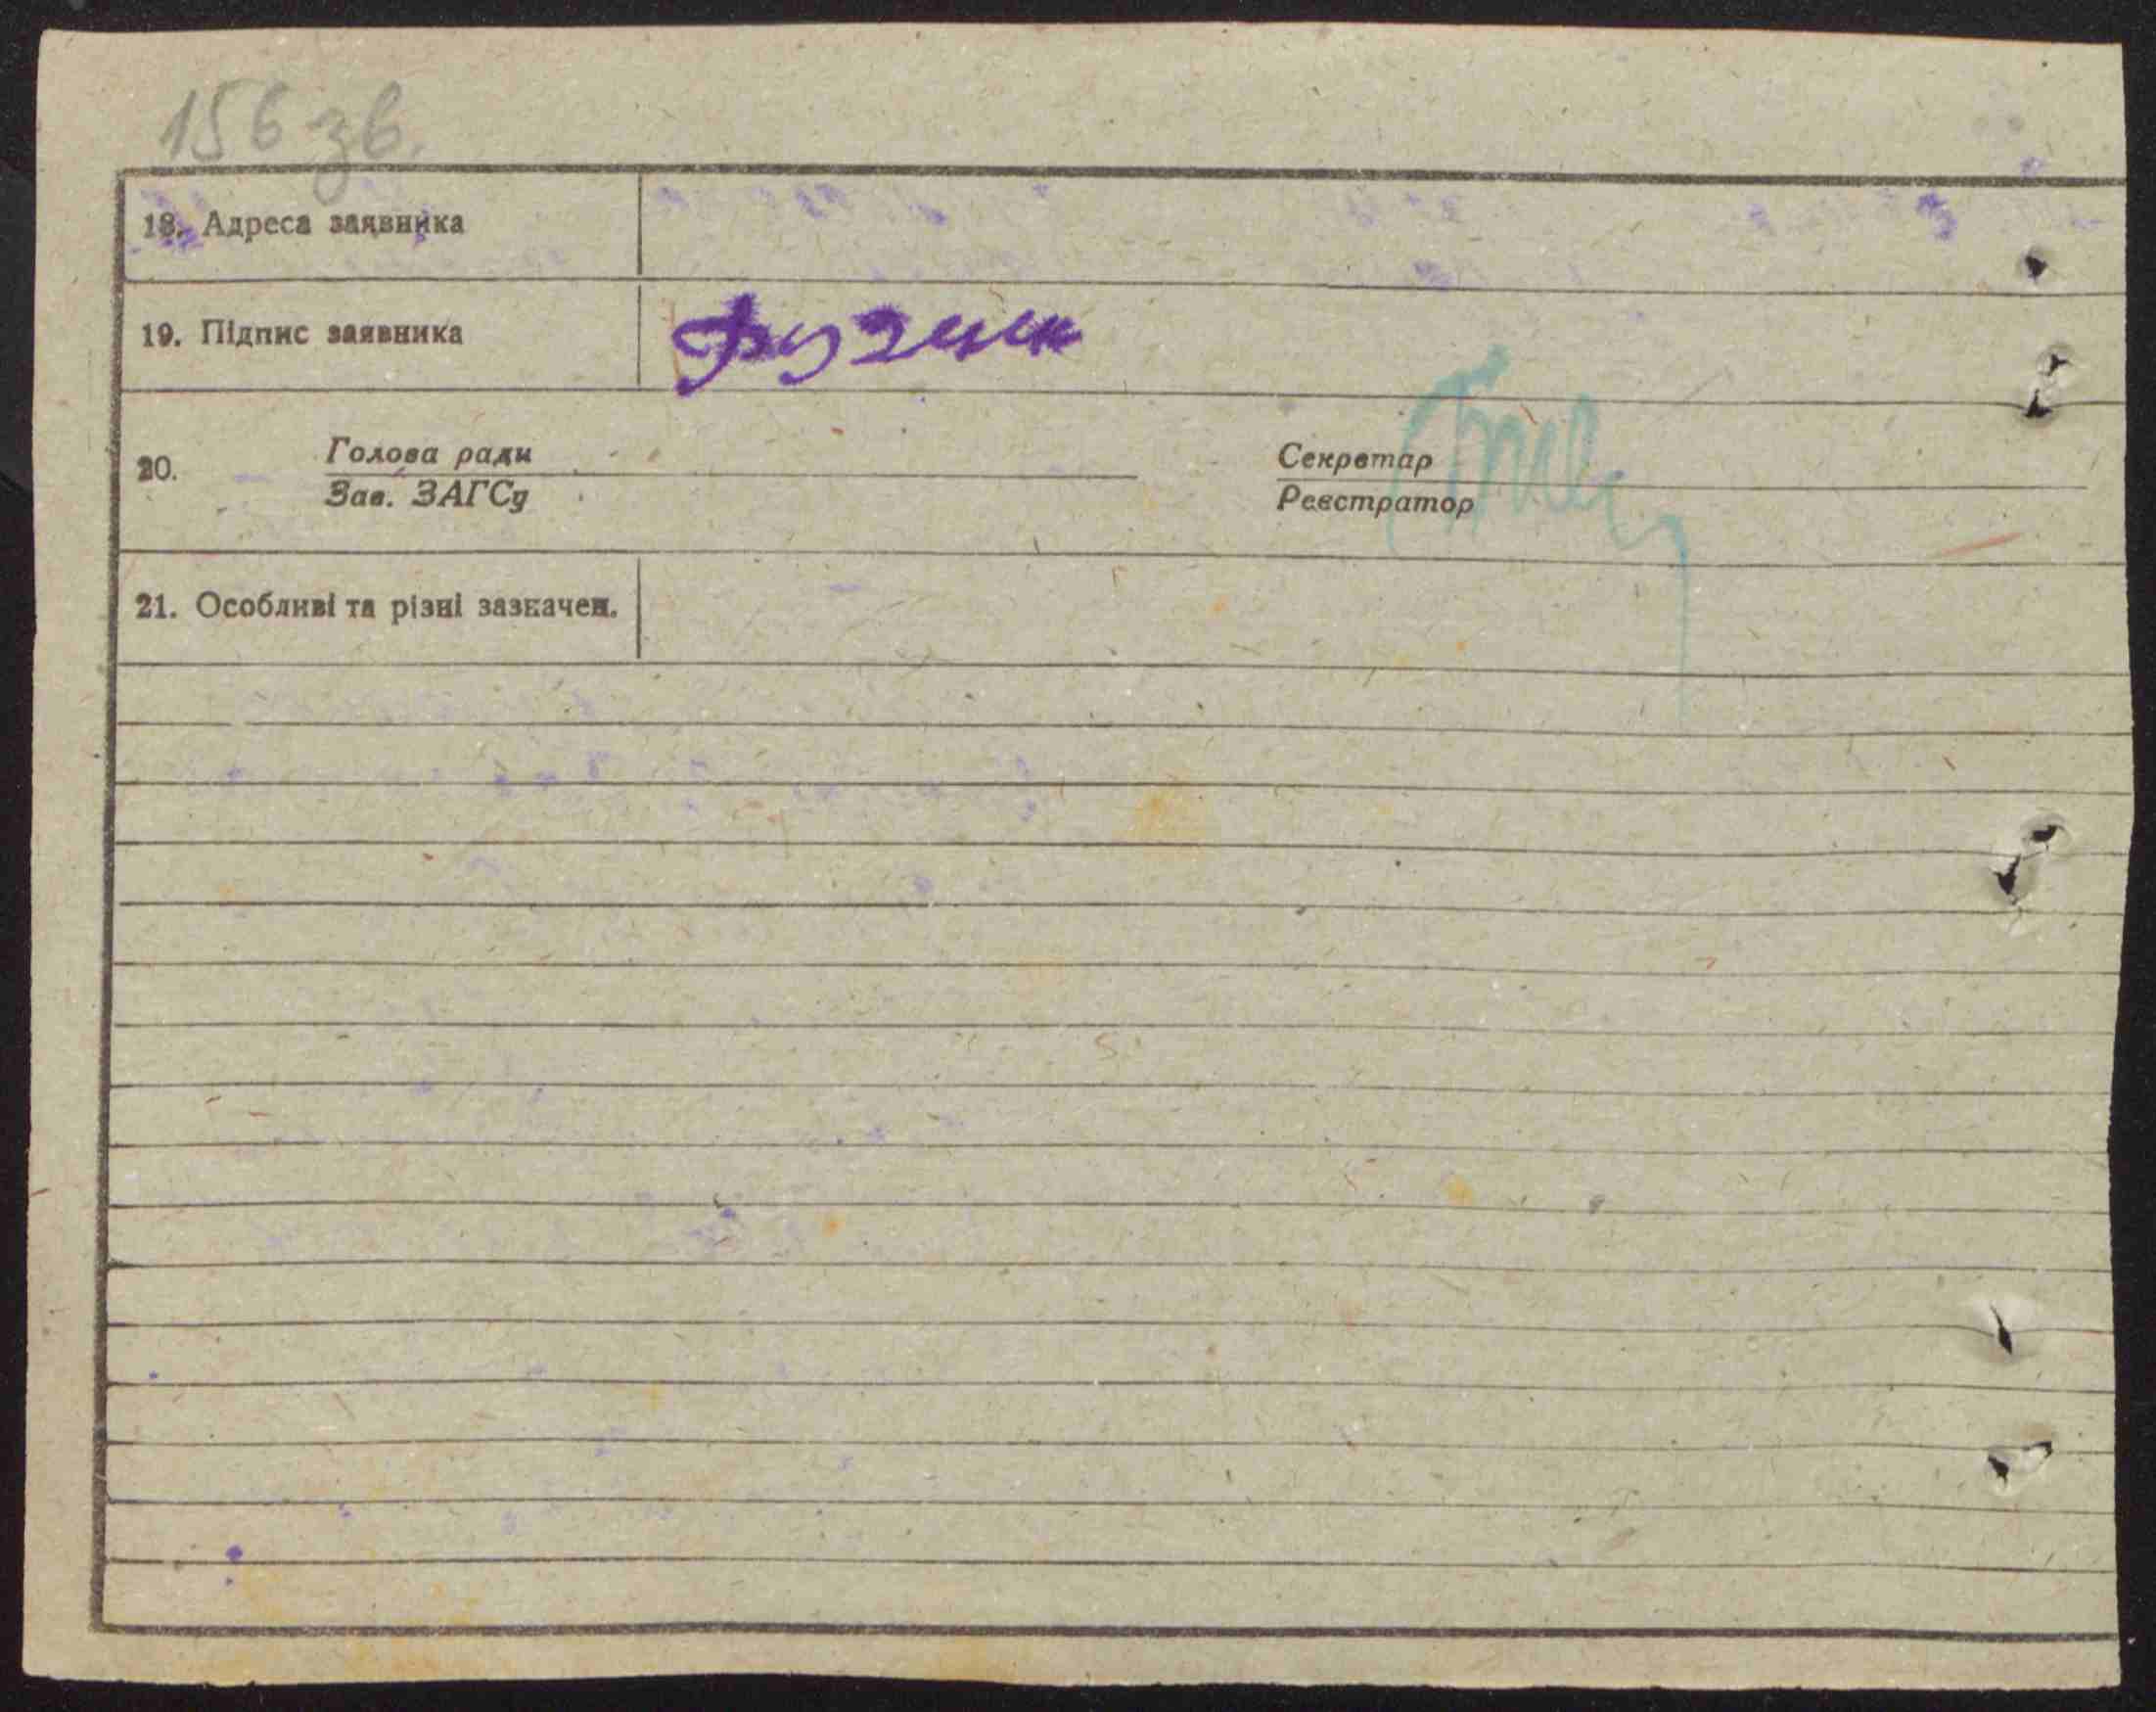 156 зв.
18. Адреса заявника
19. Підпис заявника
20. Голова ради Секретар
Зав. ЗАГСу Реєстратор
21. Особливі та різні зазначен.